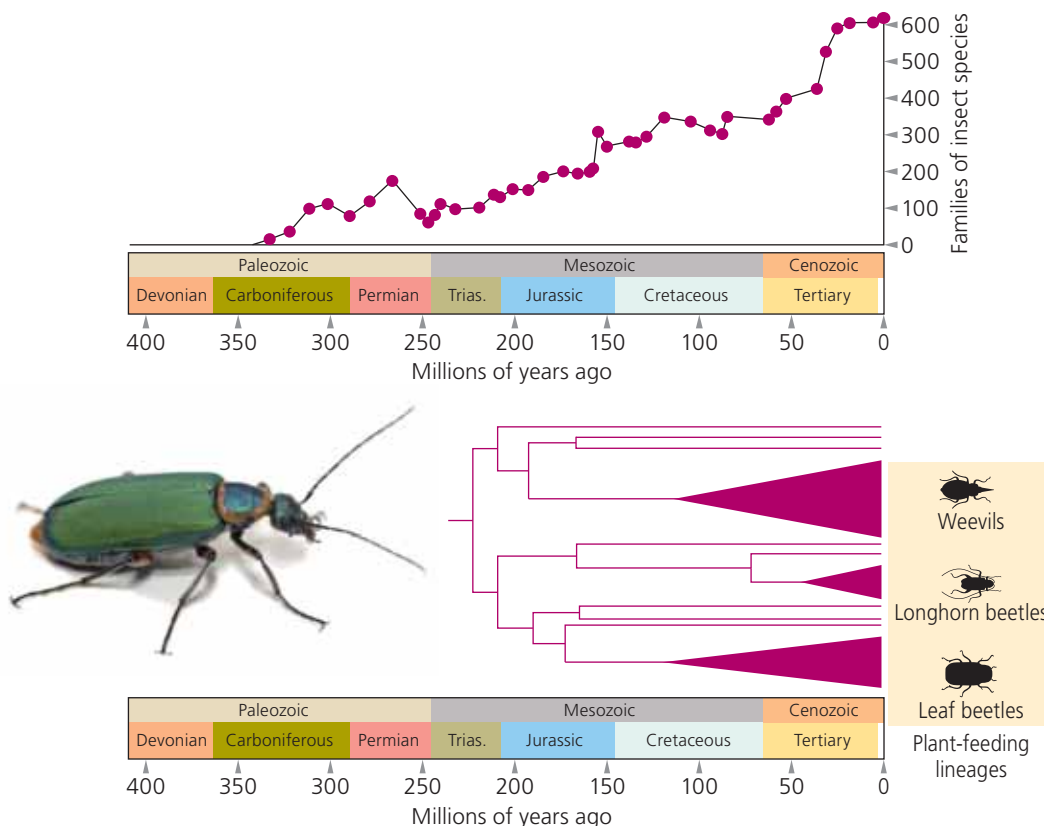 600
500
400
300
200
100
0
Families of insect species
Paleozoic Mesozoic Cenozoic
Devonian Carboniferous Permian Trias. Jurassic Cretaceous Tertiary
400 350 300 250 200 150 100 50 0
Millions of years ago
Weevils
Longhorn beetles
Leaf beetles
Plant-feeding
lineages
Paleozoic Mesozoic Cenozoic
Devonian Carboniferous Permian Trias. Jurassic Cretaceous Tertiary
400 350 300 250 200 150 100 50 0
Millions of years ago